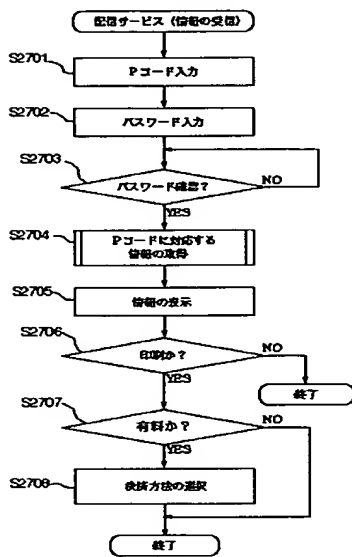 配信サービス(情報の受信)
S2701
Pコード入力
S2702
パスワード入力
S2703
パスワード確認?
NO
YES
S2704
Pコードに対応する
情報の取得
S2705
情報の表示
S2706
印刷か?
NO
YES
終了
S2707
有料か?
NO
YES
S2708
決済方法の選択
終了